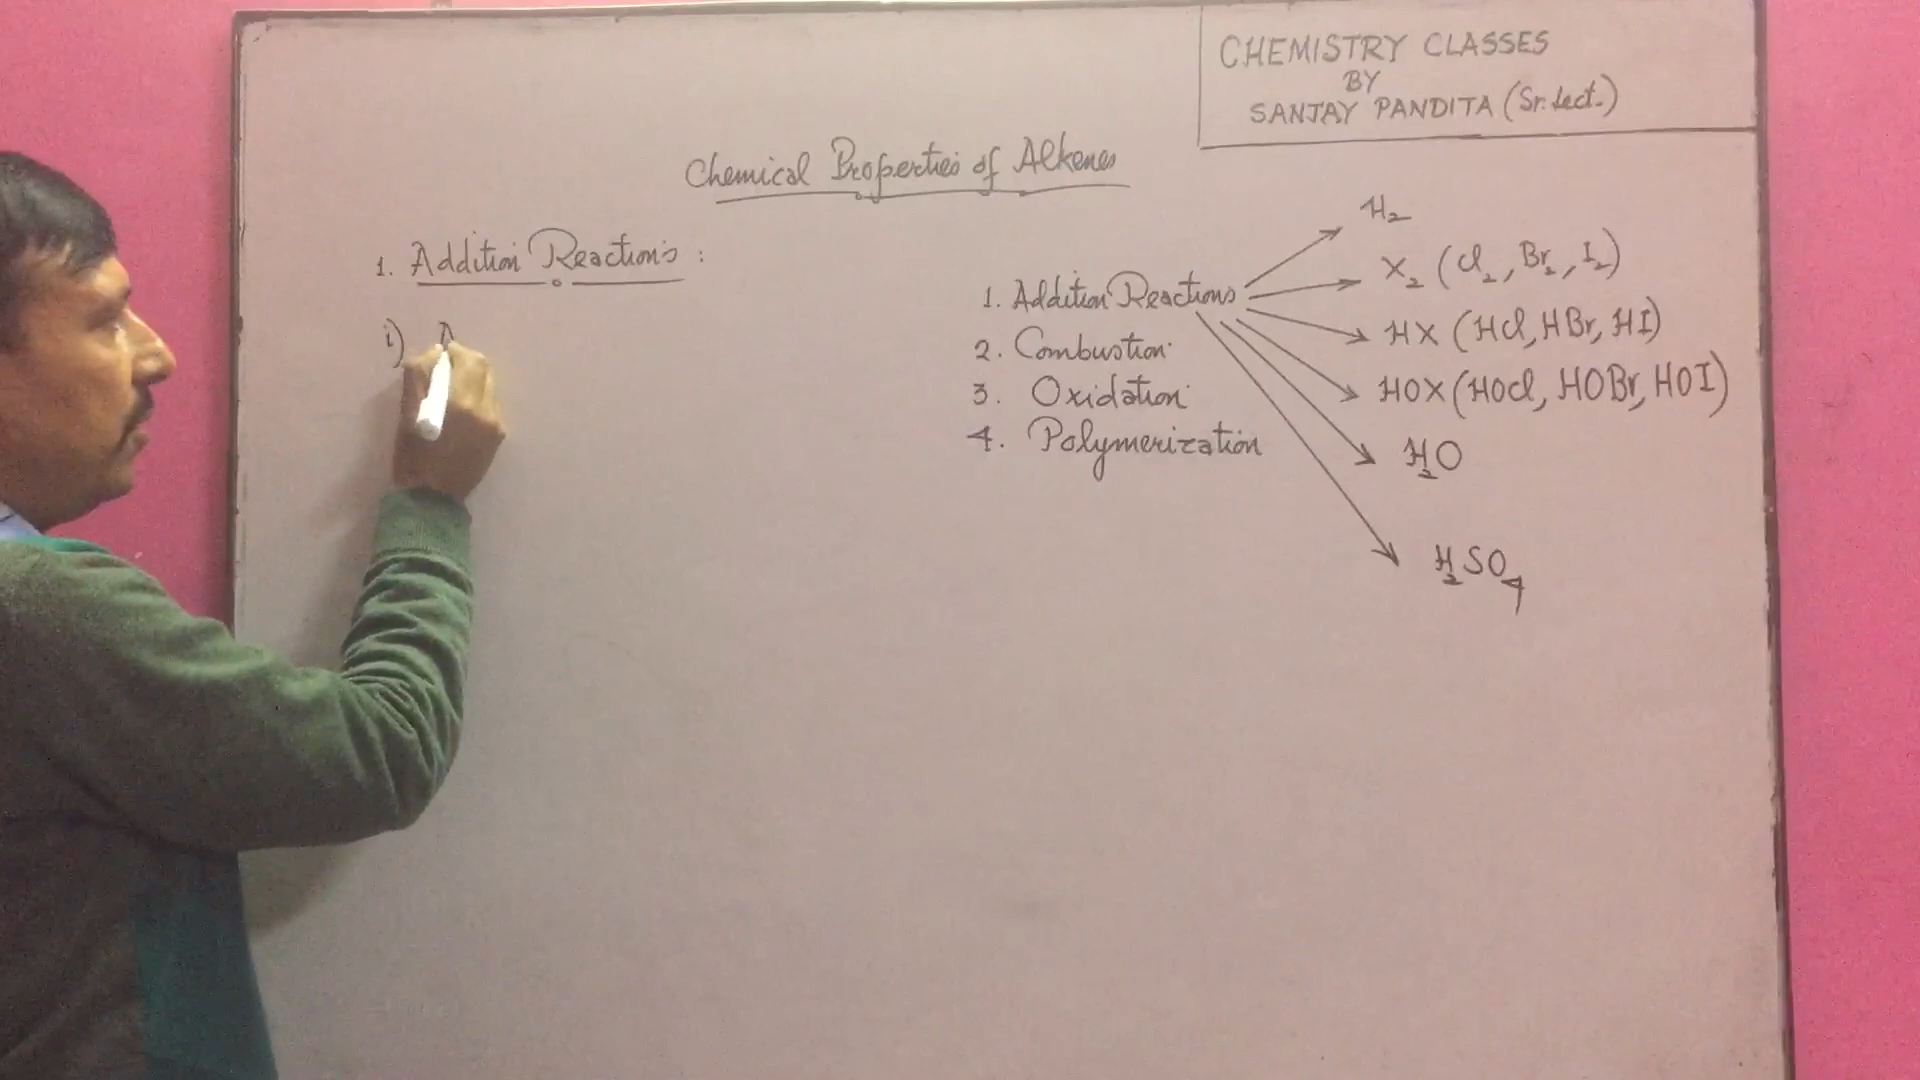 CHEMISTRY CLASSES
BY
SANJAY PANDITA (Sr. Lect.)
Chemical Properties of Alkenes
1. Addition Reactions :
i) A
1. Addition Reactions
2. Combustion
3. Oxidation
4. Polymerization
H₂
X₂ (Cl₂, Br₂, I₂)
HX (HCl, HBr, HI)
HOX (HOCl, HOBr, HOI)
H₂O
H₂SO₄